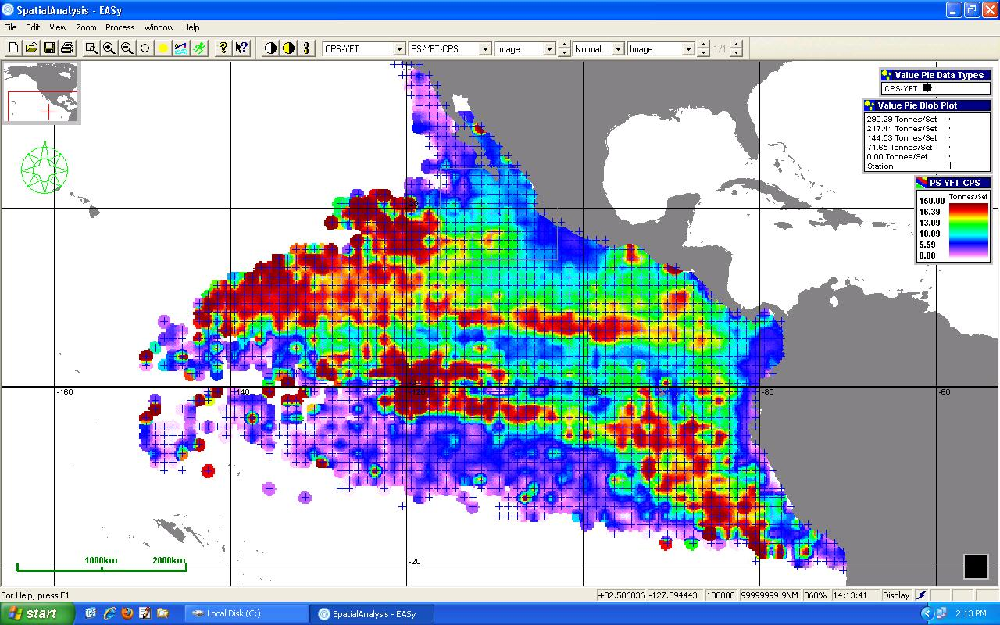 SpatialAnalysis - EASy
File Edit View Zoom Process Window Help
CPS-YFT PS-YFT-CPS Image Normal Image 1/1
Value Pie Data Types
CPS-YFT
Value Pie Blob Plot
290.29 Tonnes/Set
217.41 Tonnes/Set
144.53 Tonnes/Set
71.65 Tonnes/Set
0.00 Tonnes/Set
Station
PS-YFT-CPS
Tonnes/Set
150.00
16.39
13.09
10.09
5.59
0.00
20
-160 -140 -120 -100 -80 -60
0
-20
1000km 2000km
For Help, press F1
+32.506836 -127.394443 100000 99999999.9NM 360% 14:13:41 Display
start Local Disk (C:) SpatialAnalysis - EASy 2:13 PM